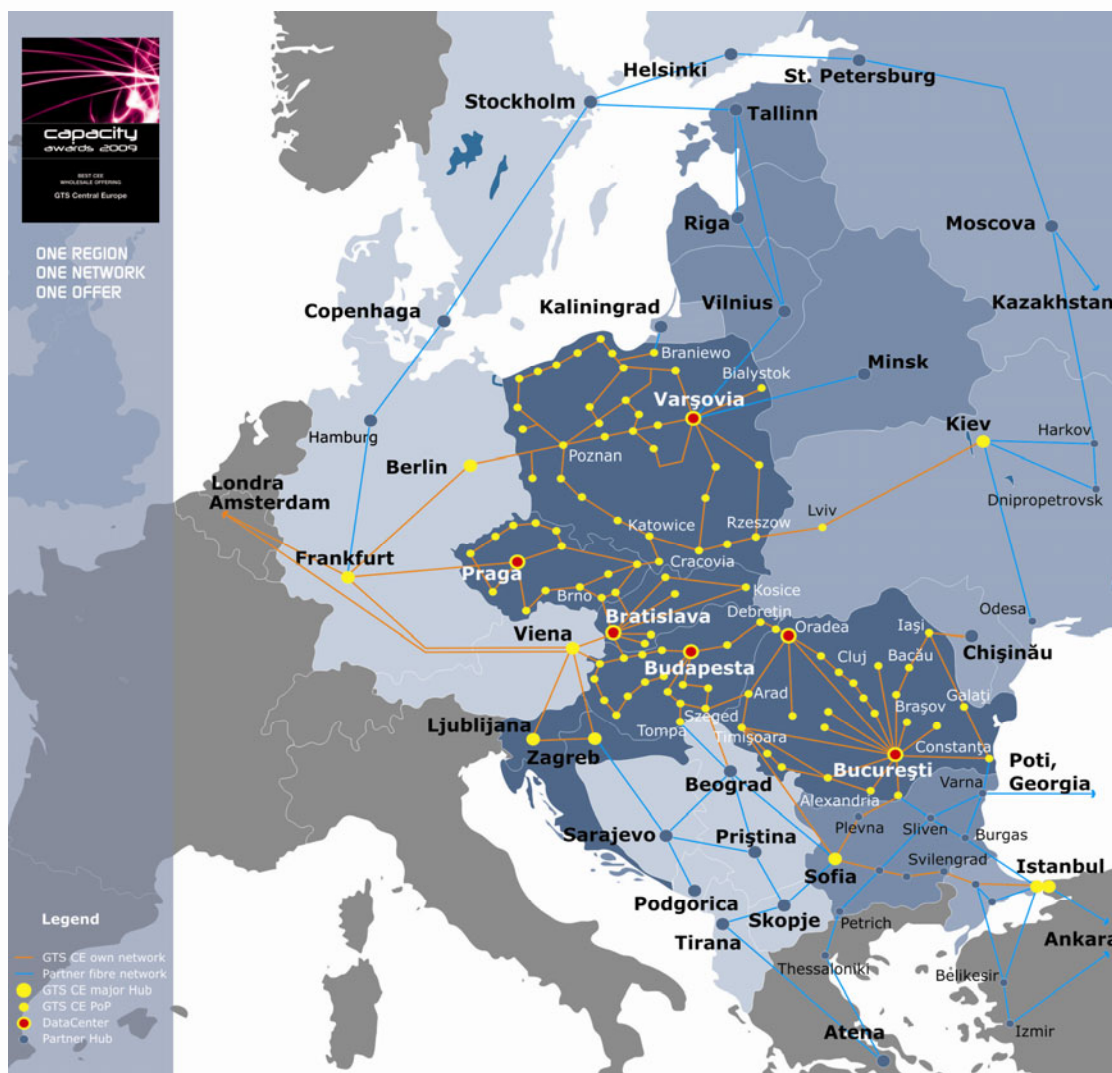 capacity
awards 2009
BEST CEE
WHOLESALE OFFERING
GTS Central Europe
ONE REGION
ONE NETWORK
ONE OFFER
Helsinki
St. Petersburg
Stockholm
Tallinn
Riga
Moscova
Kazakhstan
Copenhaga
Kaliningrad
Vilnius
Braniewo
Minsk
Bialystok
Varşovia
Hamburg
Kiev
Harkov
Berlin
Poznan
Dnipropetrovsk
Londra
Amsterdam
Lviv
Katowice
Rzeszow
Frankfurt
Praga
Cracovia
Brno
Kosice
Bratislava
Debreţin
Odesa
Viena
Oradea
Iaşi
Budapesta
Cluj
Bacău
Chişinău
Arad
Galaţi
Ljublijana
Szeged
Braşov
Tompa
Timişoara
Zagreb
Constanţa
Bucureşti
Poti,
Georgia
Beograd
Varna
Alexandria
Plevna
Sliven
Burgas
Sarajevo
Priştina
Svilengrad
Sofia
Istanbul
Podgorica
Skopje
Petrich
Tirana
Ankara
Thessaloniki
Belikesir
Izmir
Atena
Legend
GTS CE own network
Partner fibre network
GTS CE major Hub
GTS CE PoP
DataCenter
Partner Hub